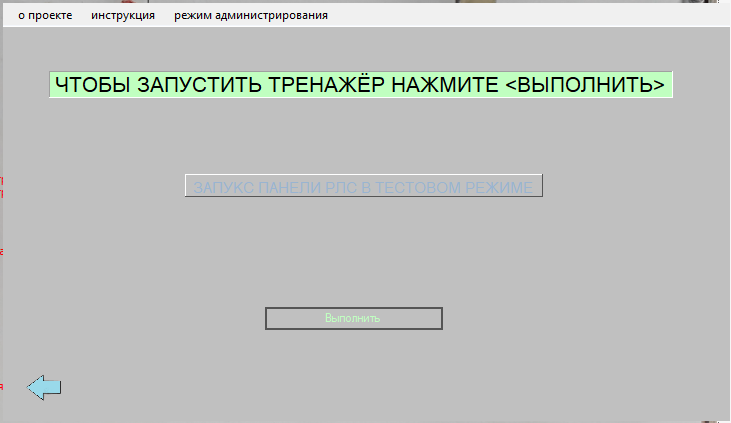 о проекте инструкция режим администрирования
ЧТОБЫ ЗАПУСТИТЬ ТРЕНАЖЁР НАЖМИТЕ <ВЫПОЛНИТЬ>
ЗАПУКС ПАНЕЛИ РЛС В ТЕСТОВОМ РЕЖИМЕ
Выполнить